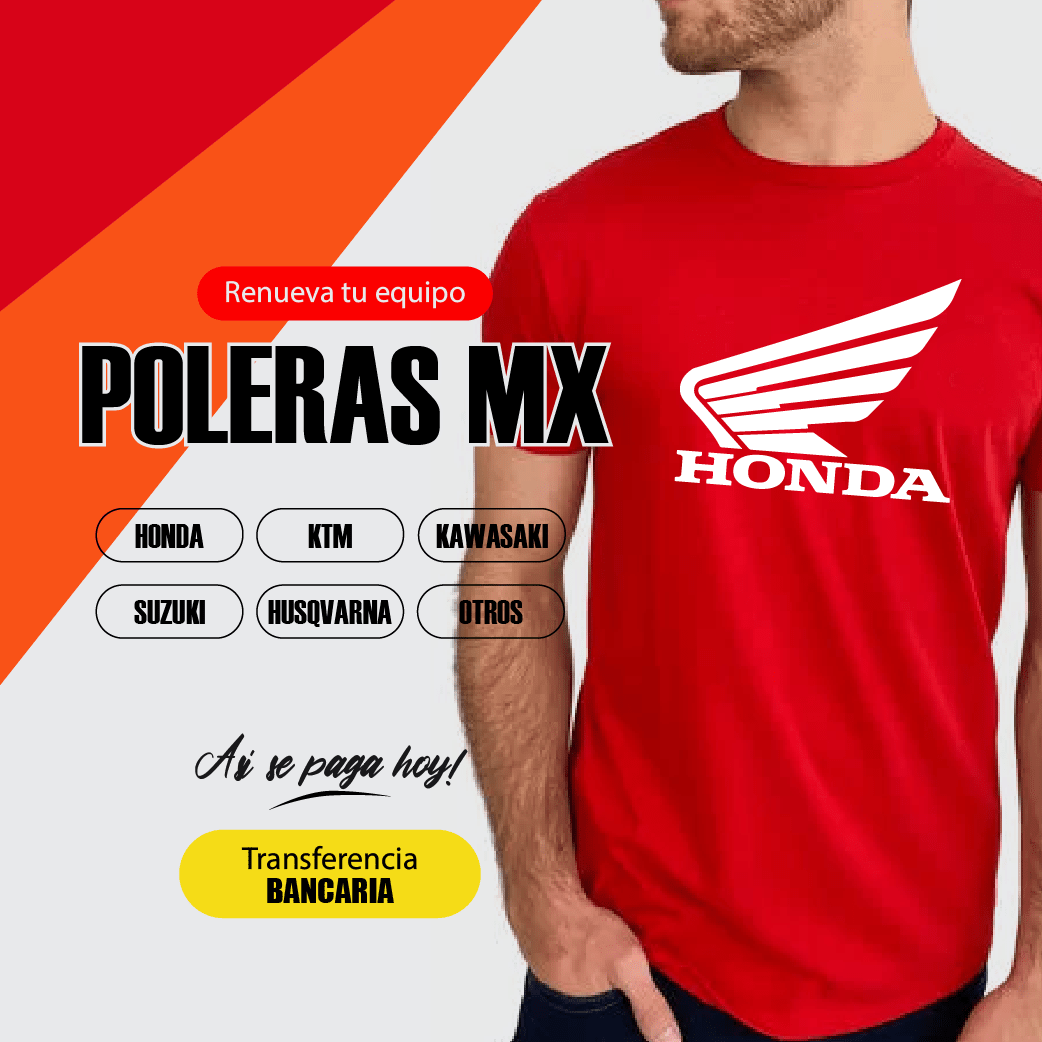 Renueva tu equipo
POLERAS MX
HONDA
HONDA KTM KAWASAKI
SUZUKI HUSQVARNA OTROS
Así se paga hoy!
Transferencia
BANCARIA